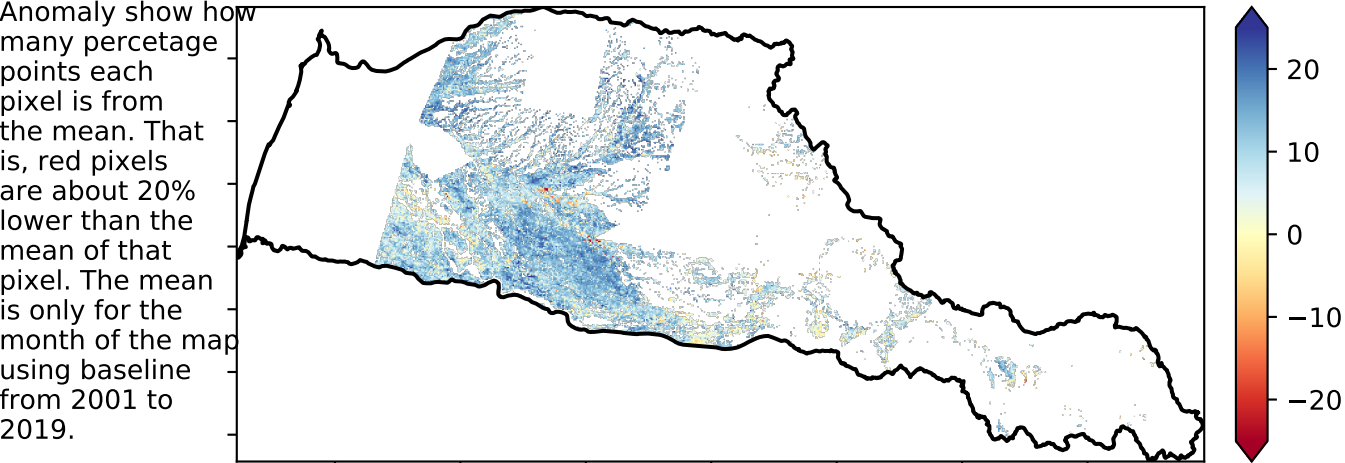 Anomaly show how
many percetage
points each
pixel is from
the mean. That
is, red pixels
are about 20%
lower than the
mean of that
pixel. The mean
is only for the
month of the map
using baseline
from 2001 to
2019.
20
10
0
−10
−20